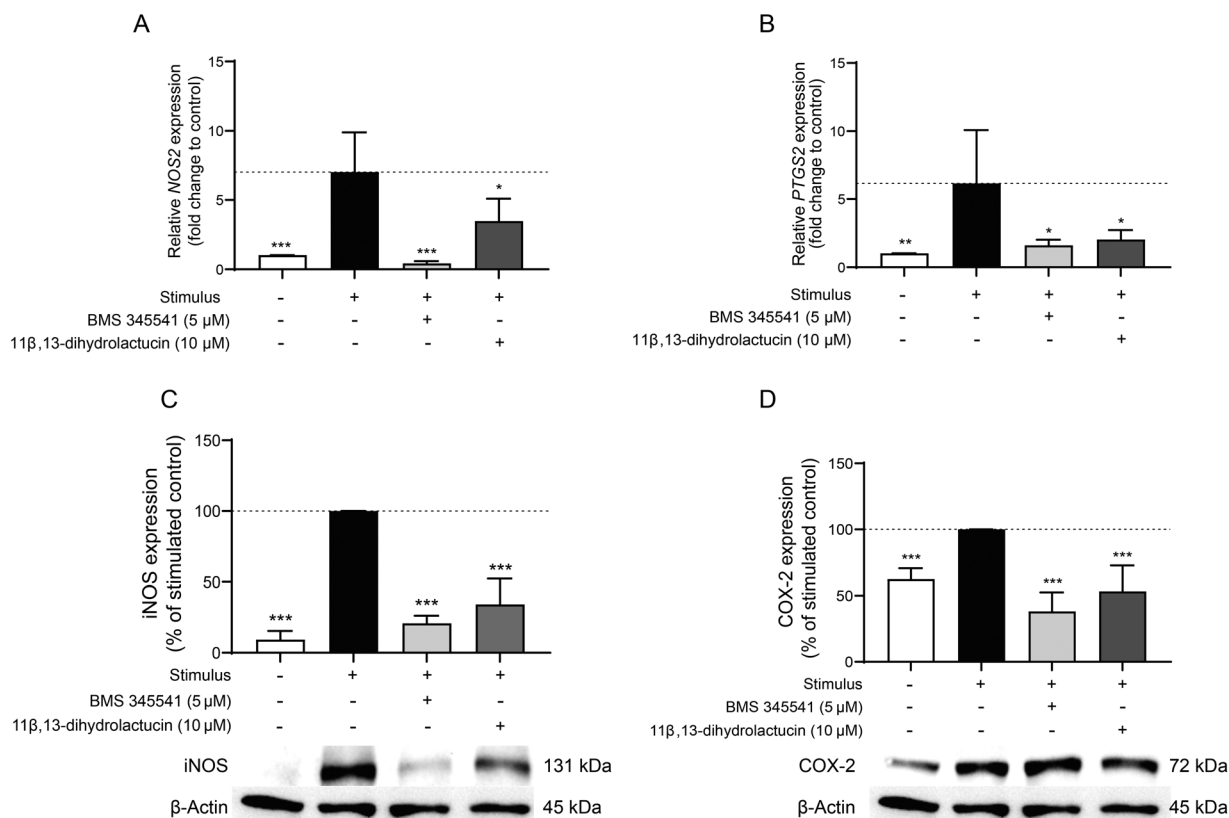 A
Relative NOS2 expression
(fold change to control)
15
10
5
0
***
***
*
Stimulus - + + +
BMS 345541 (5 µM) - - + -
11β,13-dihydrolactucin (10 µM) - - - +
B
Relative PTGS2 expression
(fold change to control)
15
10
5
0
**
*
*
Stimulus - + + +
BMS 345541 (5 µM) - - + -
11β,13-dihydrolactucin (10 µM) - - - +
C
iNOS expression
(% of stimulated control)
150
100
50
0
***
***
***
Stimulus - + + +
BMS 345541 (5 µM) - - + -
11β,13-dihydrolactucin (10 µM) - - - +
iNOS 131 kDa
β-Actin 45 kDa
D
COX-2 expression
(% of stimulated control)
150
100
50
0
***
***
***
Stimulus - + + +
BMS 345541 (5 µM) - - + -
11β,13-dihydrolactucin (10 µM) - - - +
COX-2 72 kDa
β-Actin 45 kDa